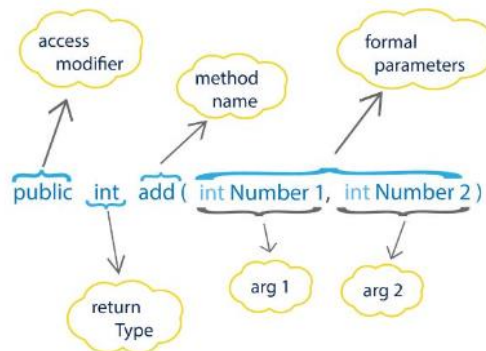 access
modifier
method
name
formal
parameters
public int add ( int Number 1, int Number 2 )
return
Type
arg 1
arg 2